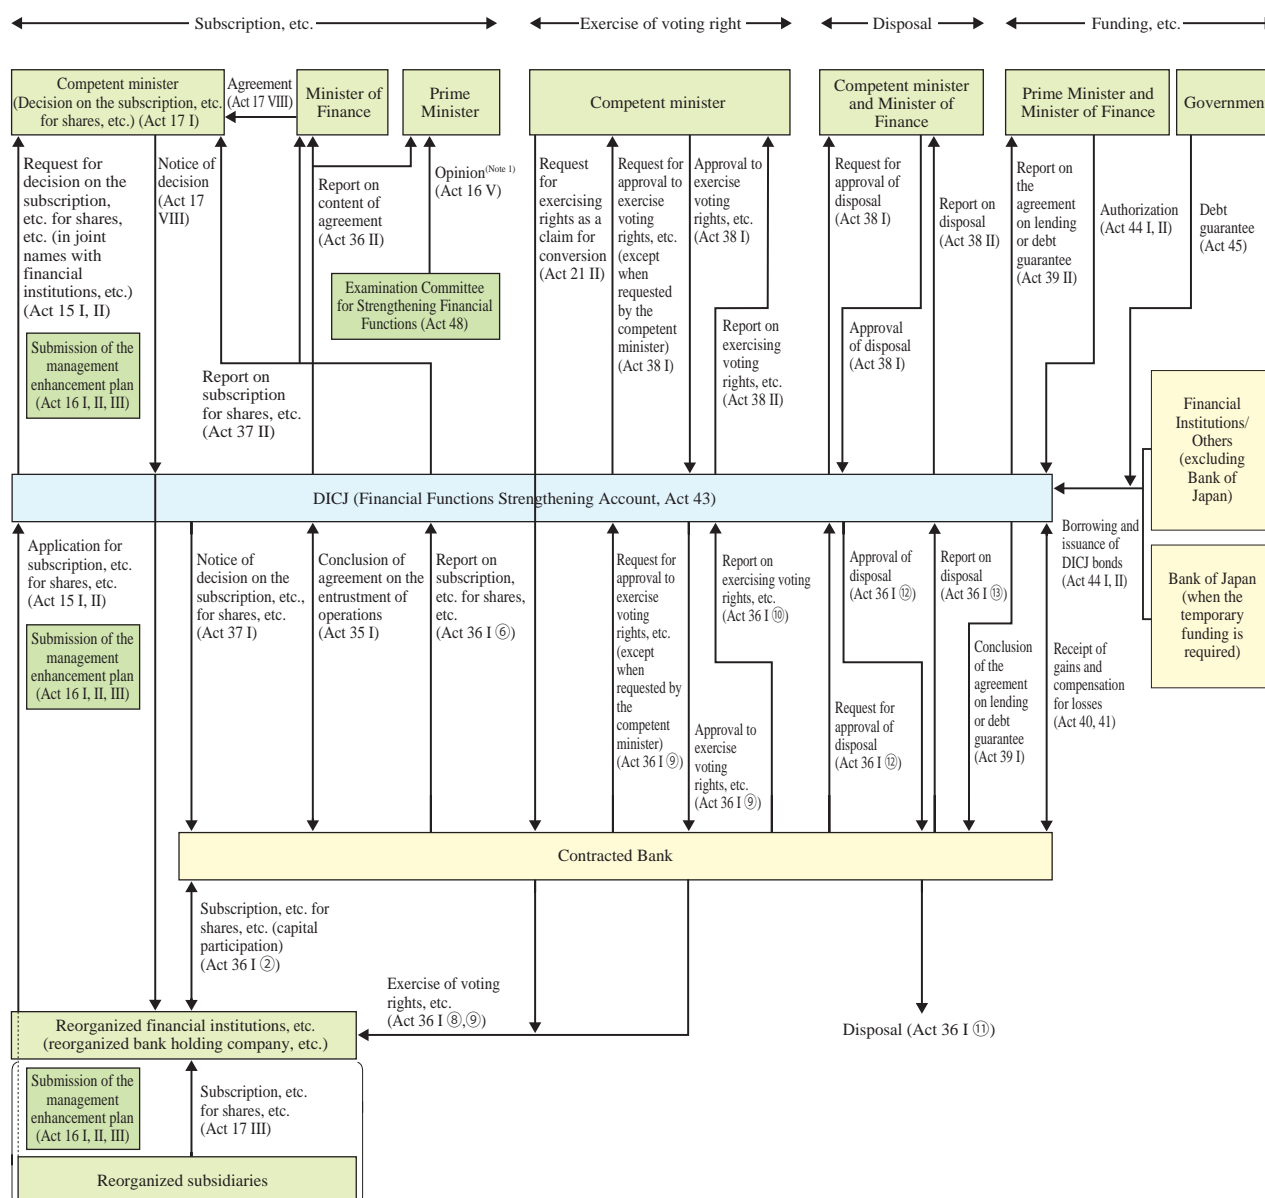 Subscription, etc.
Exercise of voting right
Disposal
Funding, etc.
Competent minister
(Decision on the subscription, etc.
for shares, etc.) (Act 17 I)
Agreement
(Act 17 VIII)
Minister of
Finance
Prime
Minister
Competent minister
Competent minister
and Minister of
Finance
Prime Minister and
Minister of Finance
Government
Request for
decision on the
subscription,
etc. for shares,
etc. (in joint
names with
financial
institutions, etc.)
(Act 15 I, II)
Notice of
decision
(Act 17
VIII)
Report on
content of
agreement
(Act 36 II)
Opinion(Note 1)
(Act 16 V)
Request
for
exercising
rights as a
claim for
conversion
(Act 21 II)
Request for
approval to
exercise
voting
rights, etc.
(except
when
requested
by the
competent
minister)
(Act 38 I)
Approval to
exercise
voting
rights, etc.
(Act 38 I)
Request for
approval of
disposal
(Act 38 I)
Report on
disposal
(Act 38 II)
Report on
the
agreement
on lending
or debt
guarantee
(Act 39 II)
Authorization
(Act 44 I, II)
Debt
guarantee
(Act 45)
Examination Committee
for Strengthening Financial
Functions (Act 48)
Submission of the
management
enhancement plan
(Act 16 I, II, III)
Report on
subscription
for shares, etc.
(Act 37 II)
Report on
exercising
voting
rights, etc.
(Act 38 II)
Approval
of disposal
(Act 38 I)
Financial
Institutions/
Others
(excluding
Bank of
Japan)
DICJ (Financial Functions Strengthening Account, Act 43)
Application for
subscription, etc.
for shares, etc.
(Act 15 I, II)
Notice of
decision on the
subscription, etc.,
for shares, etc.
(Act 37 I)
Conclusion of
agreement on the
entrustment of
operations
(Act 35 I)
Report on
subscription,
etc. for shares,
etc.
(Act 36 I ⑥)
Request for
approval to
exercise
voting
rights, etc.
(except
when
requested by
the
competent
minister)
(Act 36 I ⑨)
Report on
exercising voting
rights, etc.
(Act 36 I ⑩)
Approval of
disposal
(Act 36 I ⑫)
Report on
disposal
(Act 36 I ⑬)
Borrowing and
issuance of
DICJ bonds
(Act 44 I, II)
Bank of Japan
(when the
temporary
funding is
required)
Submission of the
management
enhancement plan
(Act 16 I, II, III)
Approval to
exercise
voting
rights, etc.
(Act 36 I ⑨)
Request for
approval of
disposal
(Act 36 I ⑫)
Conclusion
of the
agreement
on lending
or debt
guarantee
(Act 39 I)
Receipt of
gains and
compensation
for losses
(Act 40, 41)
Contracted Bank
Subscription, etc. for
shares, etc. (capital
participation)
(Act 36 I ②)
Exercise of voting
rights, etc.
(Act 36 I ⑧,⑨)
Disposal (Act 36 I ⑪)
Reorganized financial institutions, etc.
(reorganized bank holding company, etc.)
Submission of the
management
enhancement plan
(Act 16 I, II, III)
Subscription, etc.
for shares, etc.
(Act 17 III)
Reorganized subsidiaries